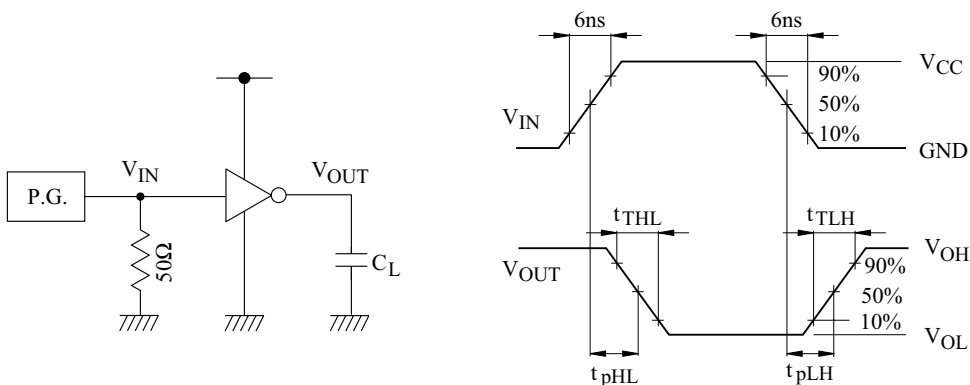 P.G.
V_IN
50Ω
V_OUT
C_L
6ns
6ns
V_CC
90%
50%
10%
V_IN
GND
t_THL
t_TLH
V_OH
V_OUT
90%
50%
10%
V_OL
t_pHL
t_pLH